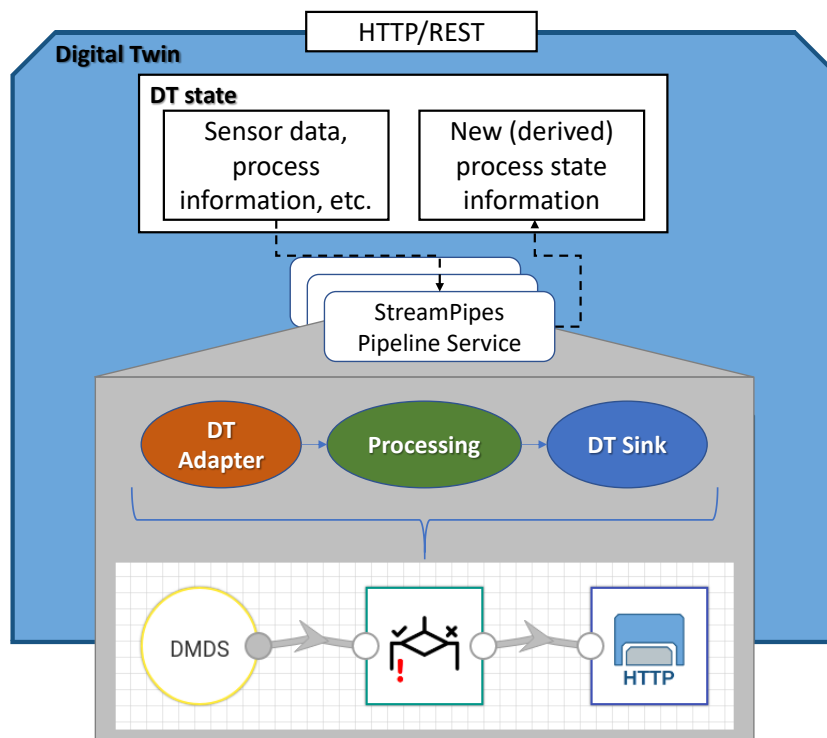 HTTP/REST
Digital Twin
DT state
Sensor data,
process
information, etc.
New (derived)
process state
information
StreamPipes
Pipeline Service
DT
Adapter
Processing
DT Sink
DMDS
!
HTTP